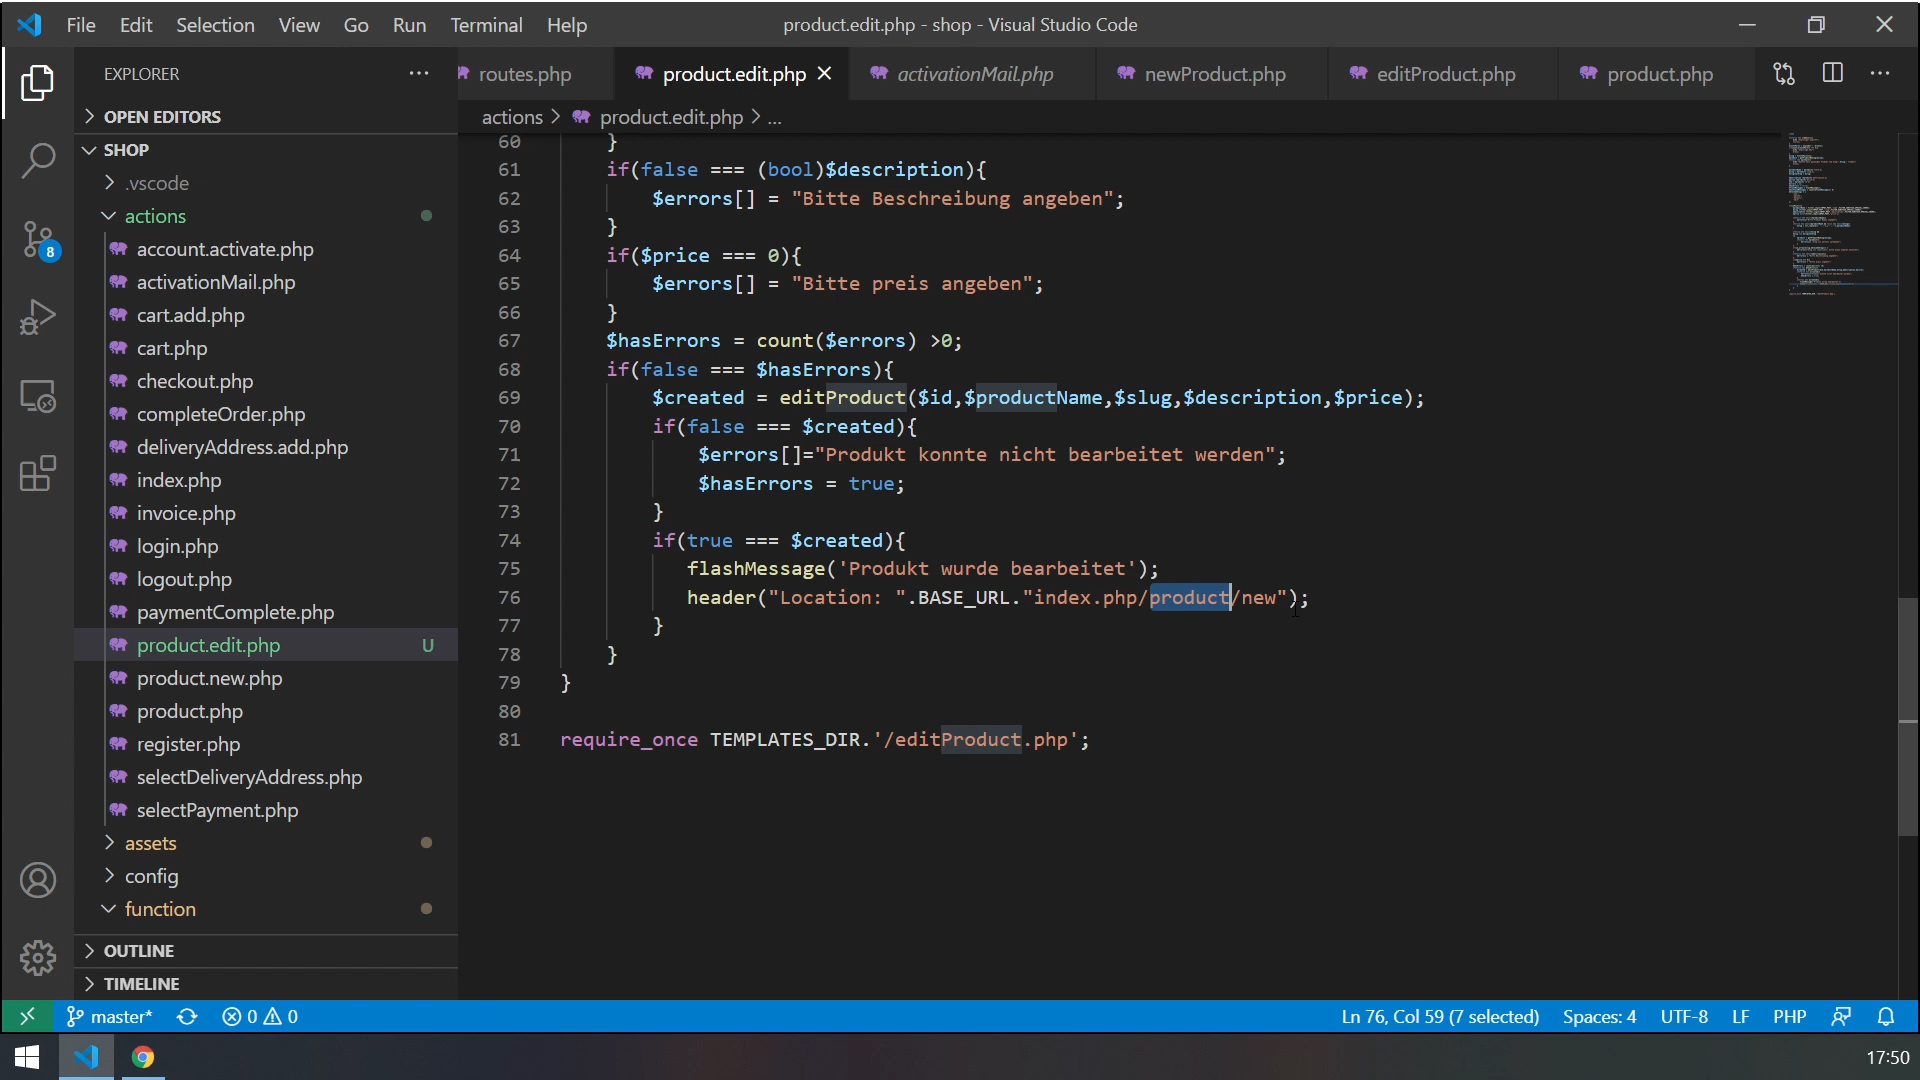 File Edit Selection View Go Run Terminal Help
product.edit.php - shop - Visual Studio Code
EXPLORER
routes.php
product.edit.php
activationMail.php
newProduct.php
editProduct.php
product.php
OPEN EDITORS
actions > product.edit.php > ...
SHOP
.vscode
actions
account.activate.php
activationMail.php
cart.add.php
cart.php
checkout.php
completeOrder.php
deliveryAddress.add.php
index.php
invoice.php
login.php
logout.php
paymentComplete.php
product.edit.php U
product.new.php
product.php
register.php
selectDeliveryAddress.php
selectPayment.php
assets
config
function
OUTLINE
TIMELINE
8
60 }
61 if(false === (bool)$description){
62 $errors[] = "Bitte Beschreibung angeben";
63 }
64 if($price === 0){
65 $errors[] = "Bitte preis angeben";
66 }
67 $hasErrors = count($errors) >0;
68 if(false === $hasErrors){
69 $created = editProduct($id,$productName,$slug,$description,$price);
70 if(false === $created){
71 $errors[]="Produkt konnte nicht bearbeitet werden";
72 $hasErrors = true;
73 }
74 if(true === $created){
75 flashMessage('Produkt wurde bearbeitet');
76 header("Location: ".BASE_URL."index.php/product/new");
77 }
78 }
79 }
80
81 require_once TEMPLATES_DIR.'/editProduct.php';
master* 0 0
Ln 76, Col 59 (7 selected) Spaces: 4 UTF-8 LF PHP
17:50